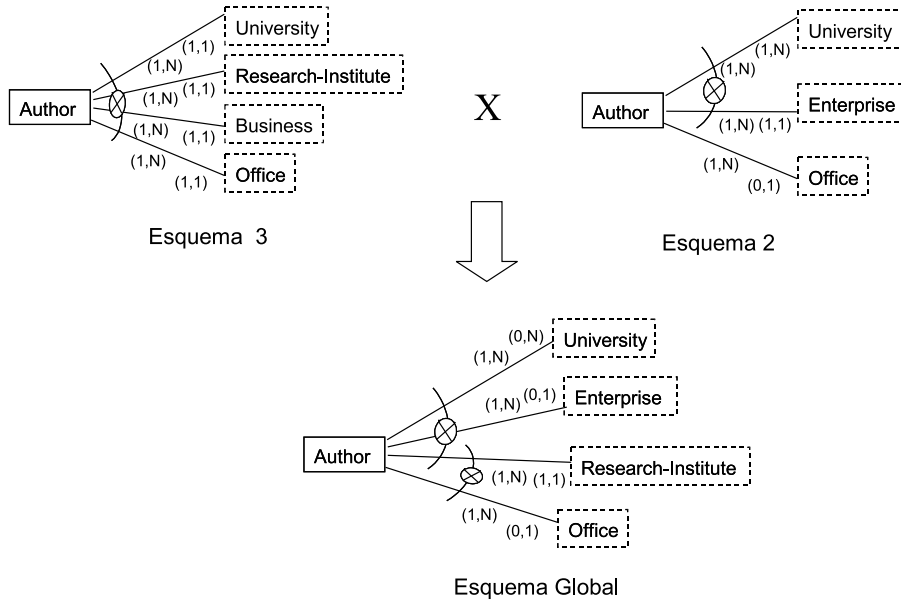 University
(1,1)
(1,N)
Research-Institute
(1,1)
(1,N)
Author
Business
(1,1)
(1,N)
Office
(1,N)
(1,1)
Esquema 3
X
University
(1,N)
(1,N)
Author
Enterprise
(1,N) (1,1)
Office
(1,N)
(0,1)
Esquema 2
University
(0,N)
(1,N)
Enterprise
(1,N) (0,1)
Author
Research-Institute
(1,N) (1,1)
Office
(1,N)
(0,1)
Esquema Global